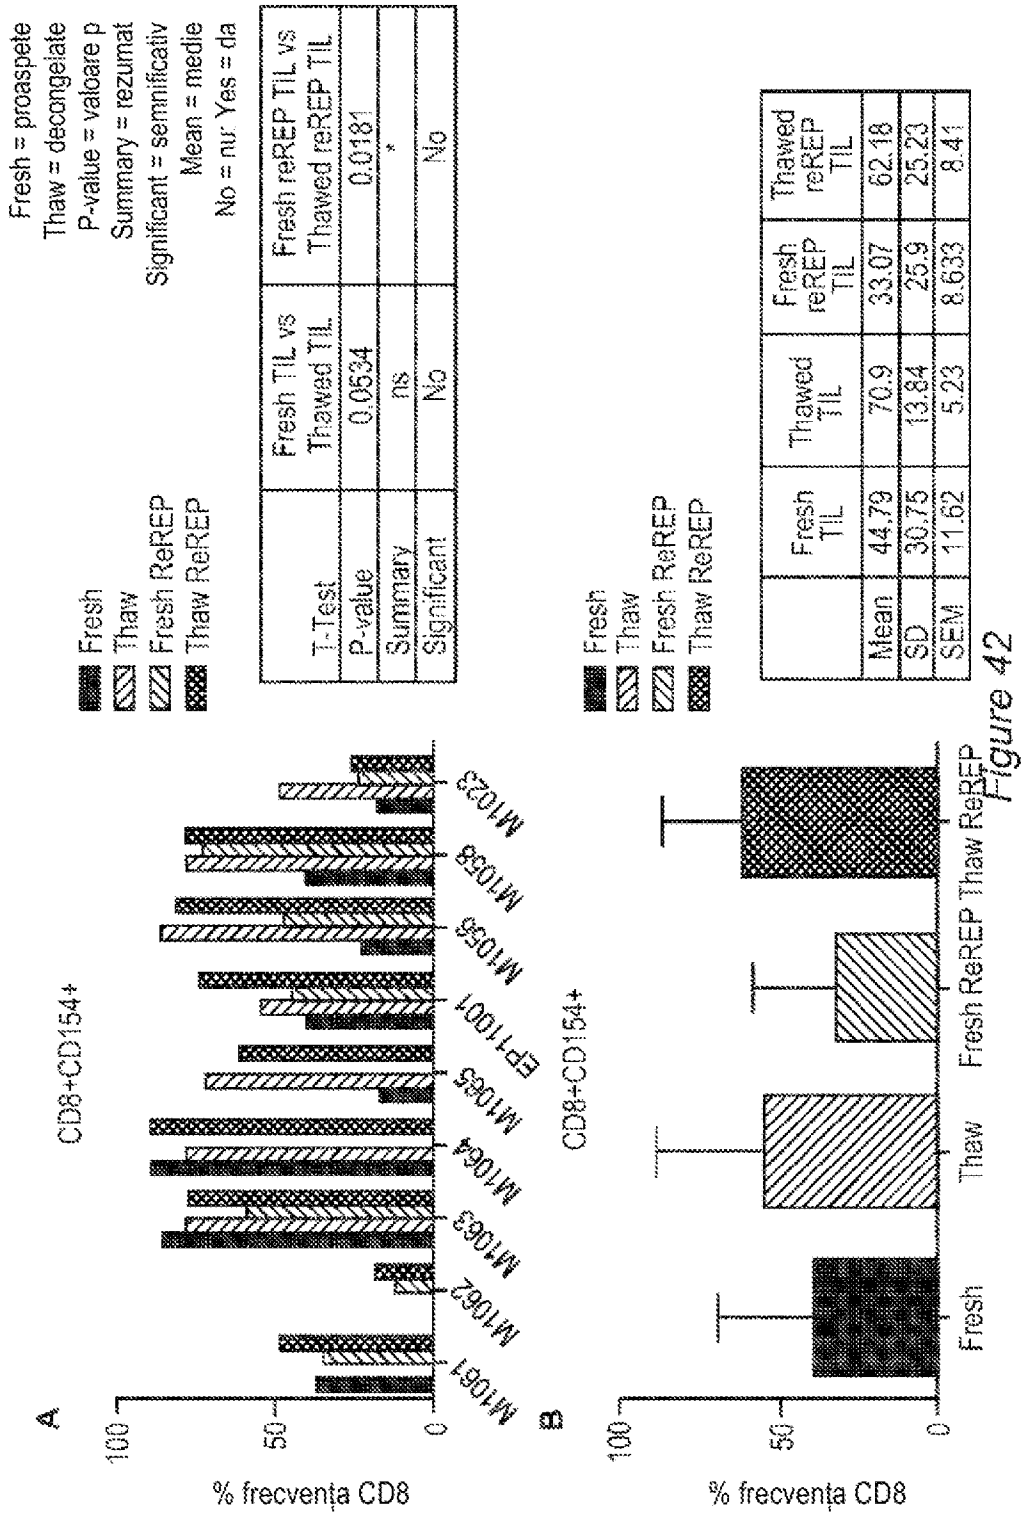 Fresh = proaspete
Thaw = decongelate
P-value = valoare p
Summary = rezumat
Significant = semnificativ
Mean = medie
No = nu; Yes = da
A
CD8+CD154+
% frecvența CD8
100
50
0
M1061
M1062
M1063
M1064
M1065
EP11001
M1056
M1058
M1023
Fresh
Thaw
Fresh ReREP
Thaw ReREP
T-Test Fresh TIL vs Thawed TIL Fresh reREP TIL vs Thawed reREP TIL
P-value 0.0534 0.0181
Summary ns *
Significant No No
B
CD8+CD154+
% frecvența CD8
100
50
0
Fresh Thaw Fresh ReREP Thaw ReREP
Fresh
Thaw
Fresh ReREP
Thaw ReREP
Fresh TIL Thawed TIL Fresh reREP TIL Thawed reREP TIL
Mean 44.79 70.9 33.07 62.18
SD 30.75 13.84 25.9 25.23
SEM 11.62 5.23 8.633 8.41
Figure 42